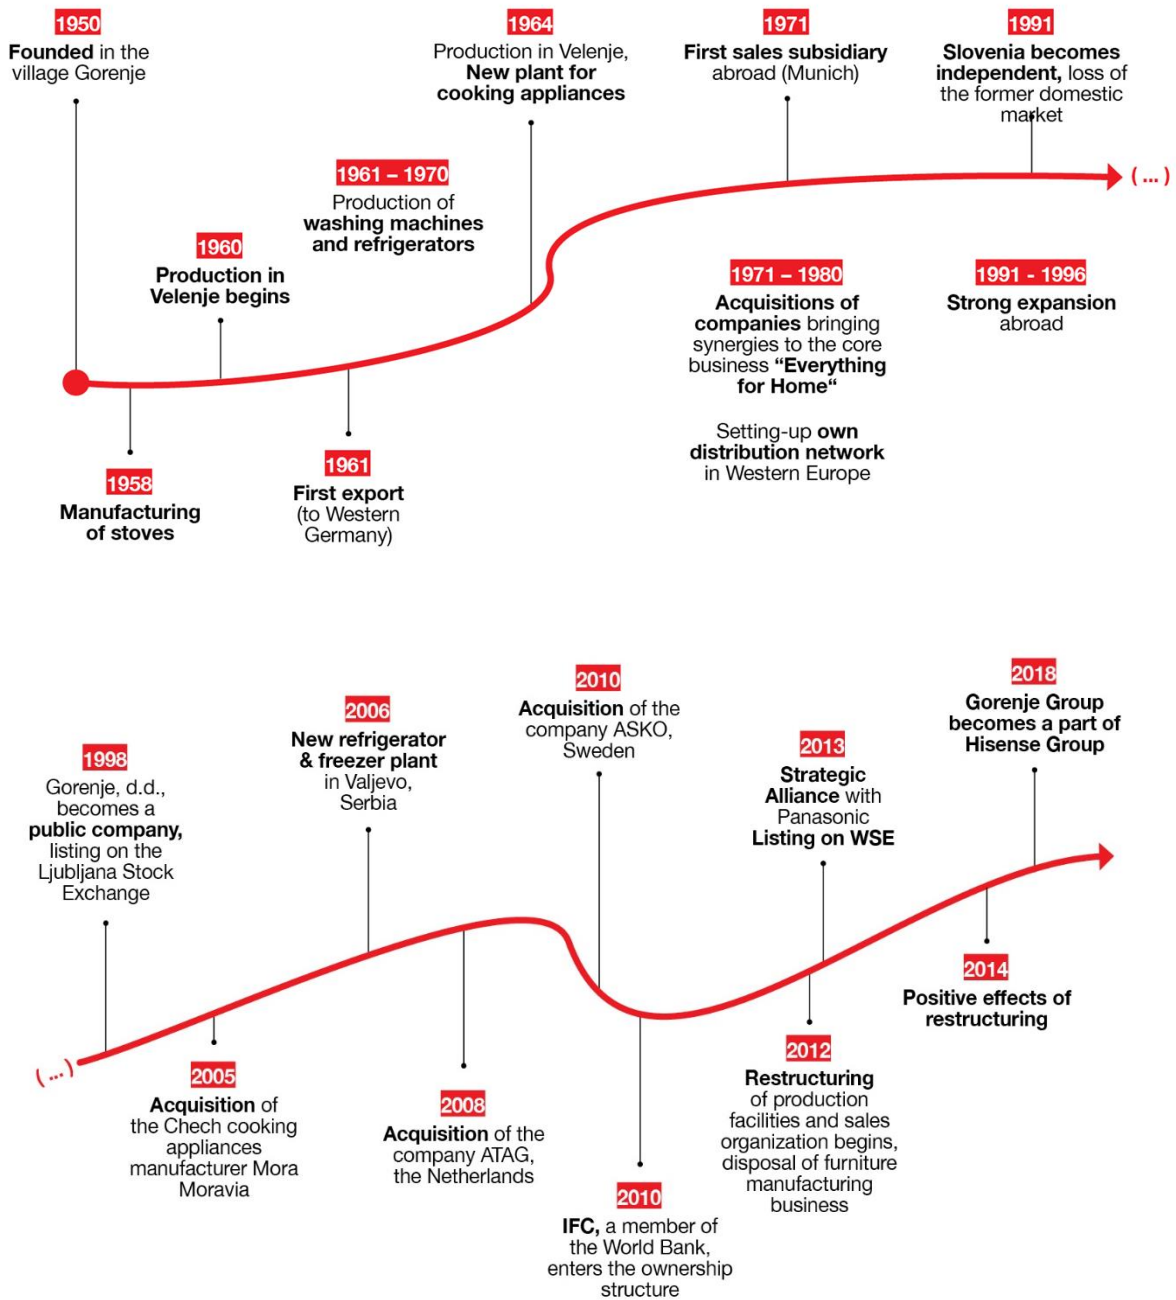 1950
Founded in the
village Gorenje
1964
Production in Velenje,
New plant for
cooking appliances
1971
First sales subsidiary
abroad (Munich)
1991
Slovenia becomes
independent, loss of
the former domestic
market
1961 – 1970
Production of
washing machines
and refrigerators
(...)
1960
Production in
Velenje begins
1971 – 1980
Acquisitions of
companies bringing
synergies to the core
business "Everything
for Home“
Setting-up own
distribution network
in Western Europe
1991 - 1996
Strong expansion
abroad
1958
Manufacturing
of stoves
1961
First export
(to Western
Germany)
1998
Gorenje, d.d.,
becomes a
public company,
listing on the
Ljubljana Stock
Exchange
2006
New refrigerator
& freezer plant
in Valjevo,
Serbia
2010
Acquisition of the
company ASKO,
Sweden
2013
Strategic
Alliance with
Panasonic
Listing on WSE
2018
Gorenje Group
becomes a part of
Hisense Group
(...)
2005
Acquisition of
the Chech cooking
appliances
manufacturer Mora
Moravia
2008
Acquisition of the
company ATAG,
the Netherlands
2010
IFC, a member of
the World Bank,
enters the ownership
structure
2012
Restructuring
of production
facilities and sales
organization begins,
disposal of furniture
manufacturing
business
2014
Positive effects of
restructuring